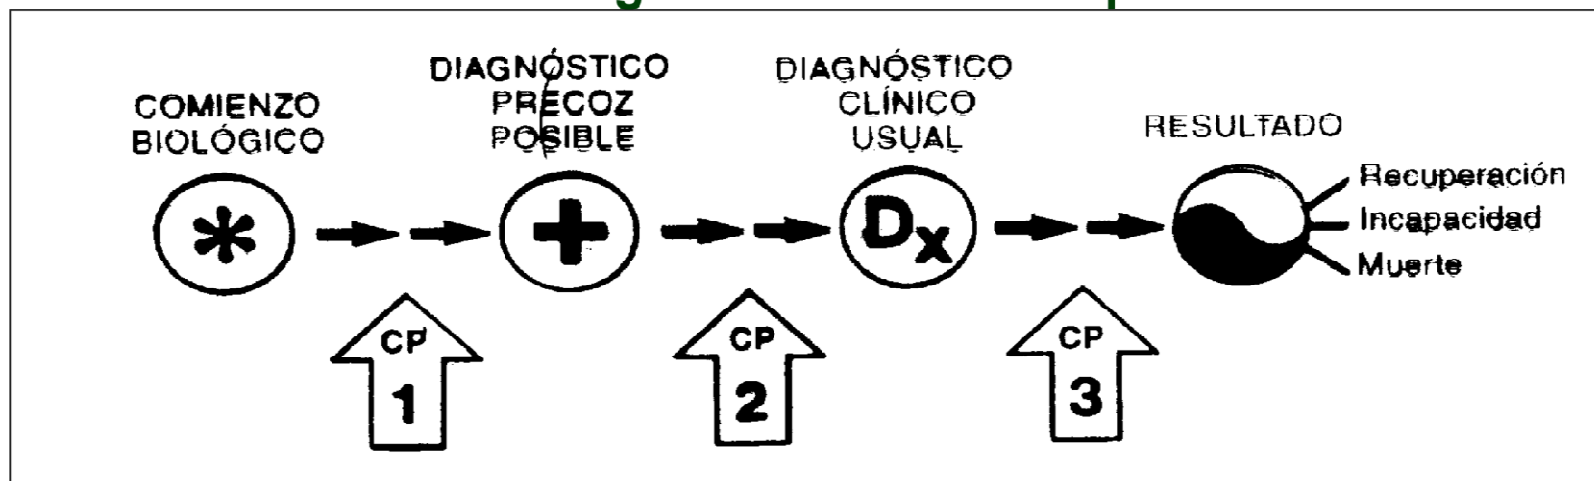 COMIENZO
BIOLÓGICO
DIAGNÓSTICO
PRECOZ
POSIBLE
DIAGNÓSTICO
CLÍNICO
USUAL
RESULTADO
*
+
Dx
Recuperación
Incapacidad
Muerte
CP
1
CP
2
CP
3